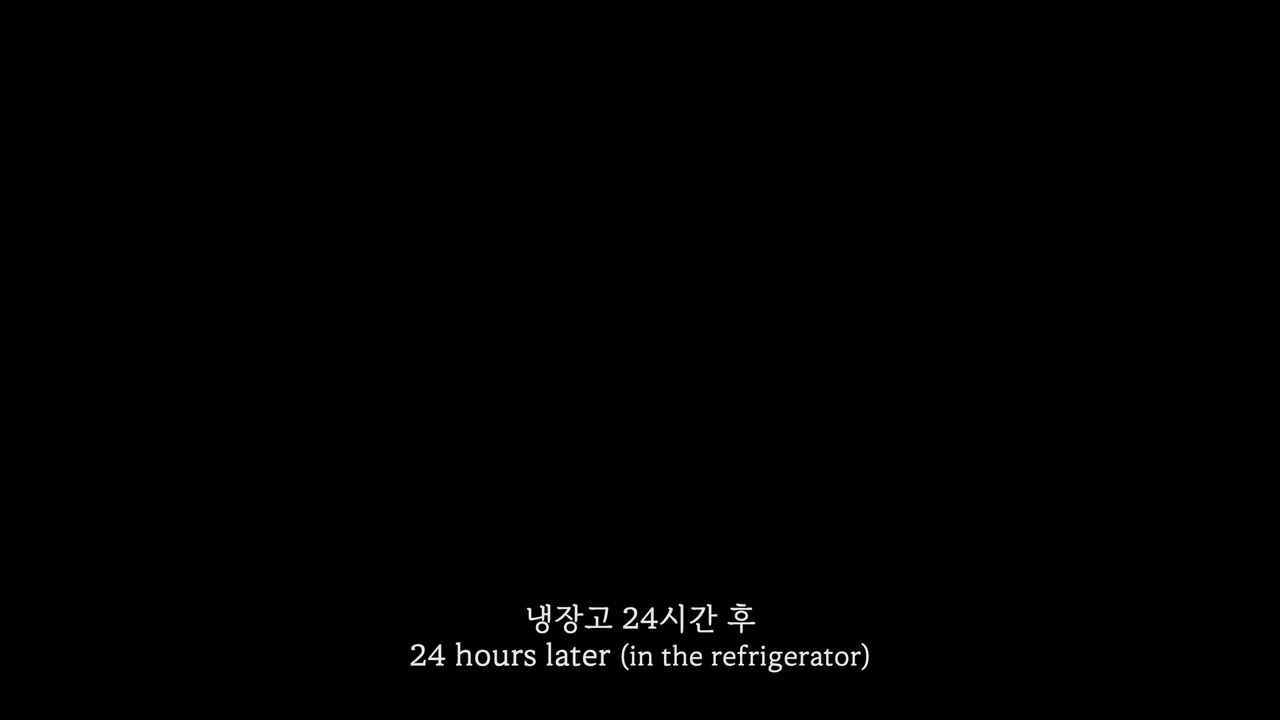 냉장고 24시간 후
24 hours later (in the refrigerator)